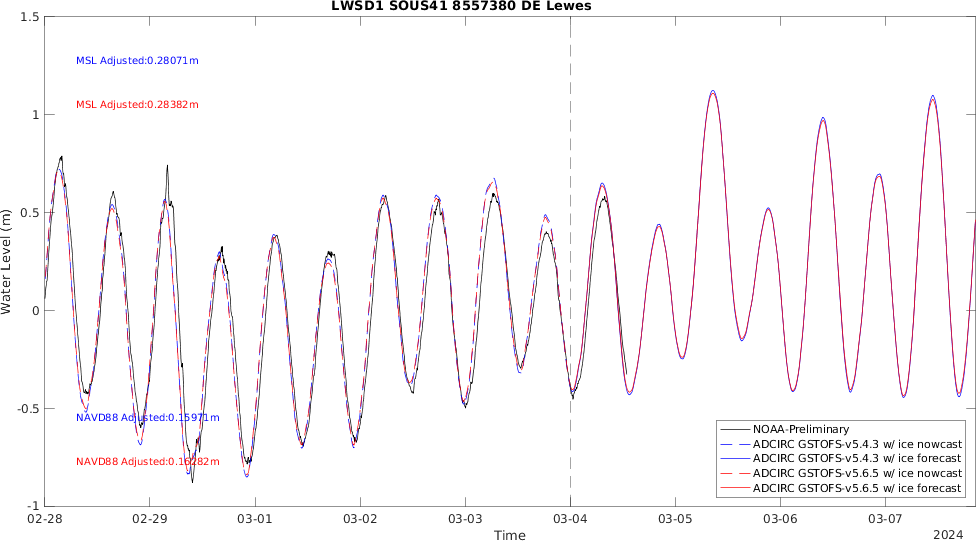 LWSD1 SOUS41 8557380 DE Lewes
1.5
MSL Adjusted:0.28071m
MSL Adjusted:0.28382m
1
0.5
Water Level (m)
0
-0.5
NAVD88 Adjusted:0.15971m
NAVD88 Adjusted:0.16282m
-1
NOAA-Preliminary
ADCIRC GSTOFS-v5.4.3 w/ ice nowcast
ADCIRC GSTOFS-v5.4.3 w/ ice forecast
ADCIRC GSTOFS-v5.6.5 w/ ice nowcast
ADCIRC GSTOFS-v5.6.5 w/ ice forecast
02-28 02-29 03-01 03-02 03-03 03-04 03-05 03-06 03-07
Time
2024